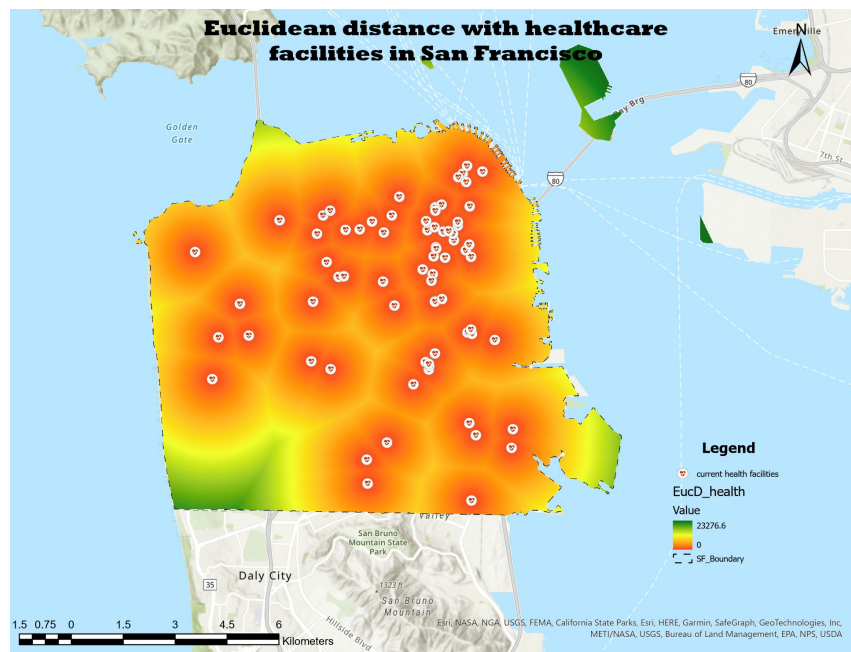 Euclidean distance with healthcare
facilities in San Francisco
N
80
ay Brg
Golden
Gate
7th St
80
Legend
current health facilities
EucD_health
Value
23276.6
0
SF_Boundary
Valley
San Bruno
Mountain State
Park
Daly City
35
1323 ft
San Bruno
Mountain
Hillside Blvd
1.5 0.75 0 1.5 3 4.5 6
Kilometers
Esri, NASA, NGA, USGS, FEMA, California State Parks, Esri, HERE, Garmin, SafeGraph, GeoTechnologies, Inc,
METI/NASA, USGS, Bureau of Land Management, EPA, NPS, USDA